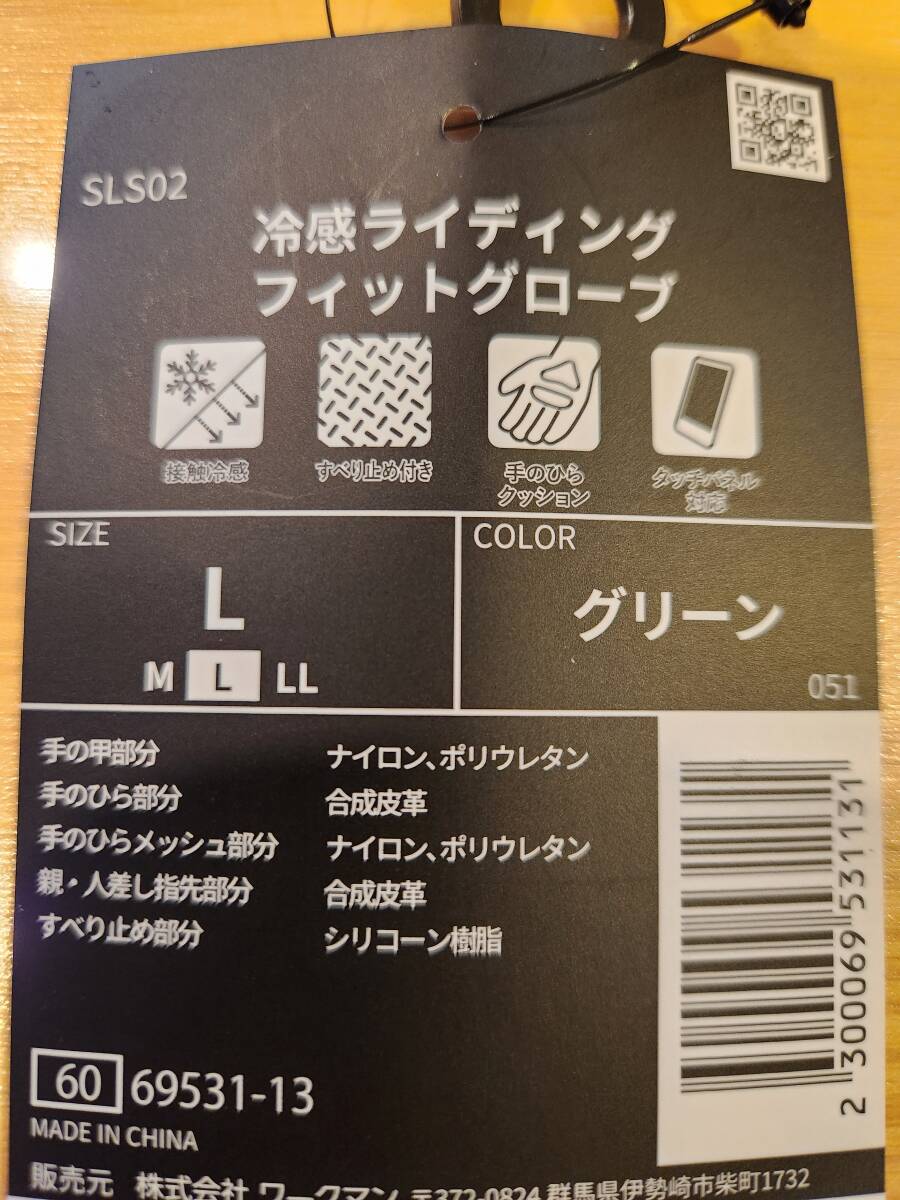 SLS02
冷感ライディング
フィットグローブ
接触冷感
すべり止め付き
手のひら
クッション
タッチパネル
対応
SIZE
L
M L LL
COLOR
グリーン
051
手の甲部分 ナイロン、ポリウレタン
手のひら部分 合成皮革
手のひらメッシュ部分 ナイロン、ポリウレタン
親・人差し指先部分 合成皮革
すべり止め部分 シリコーン樹脂
2300069531131
60 69531-13
MADE IN CHINA
販売元 株式会社 ワークマン 〒372-0824 群馬県伊勢崎市柴町1732